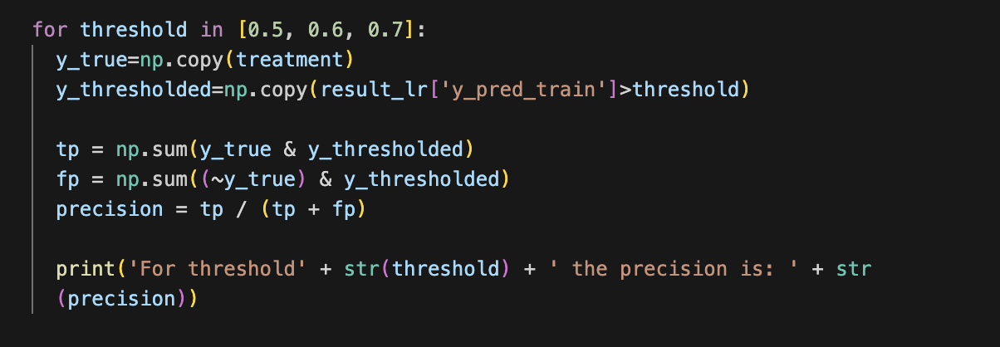 for threshold in [0.5, 0.6, 0.7]:
y_true=np.copy(treatment)
y_thresholded=np.copy(result_lr['y_pred_train']>threshold)
tp = np.sum(y_true & y_thresholded)
fp = np.sum((~y_true) & y_thresholded)
precision = tp / (tp + fp)
print('For threshold' + str(threshold) + ' the precision is: ' + str
(precision))